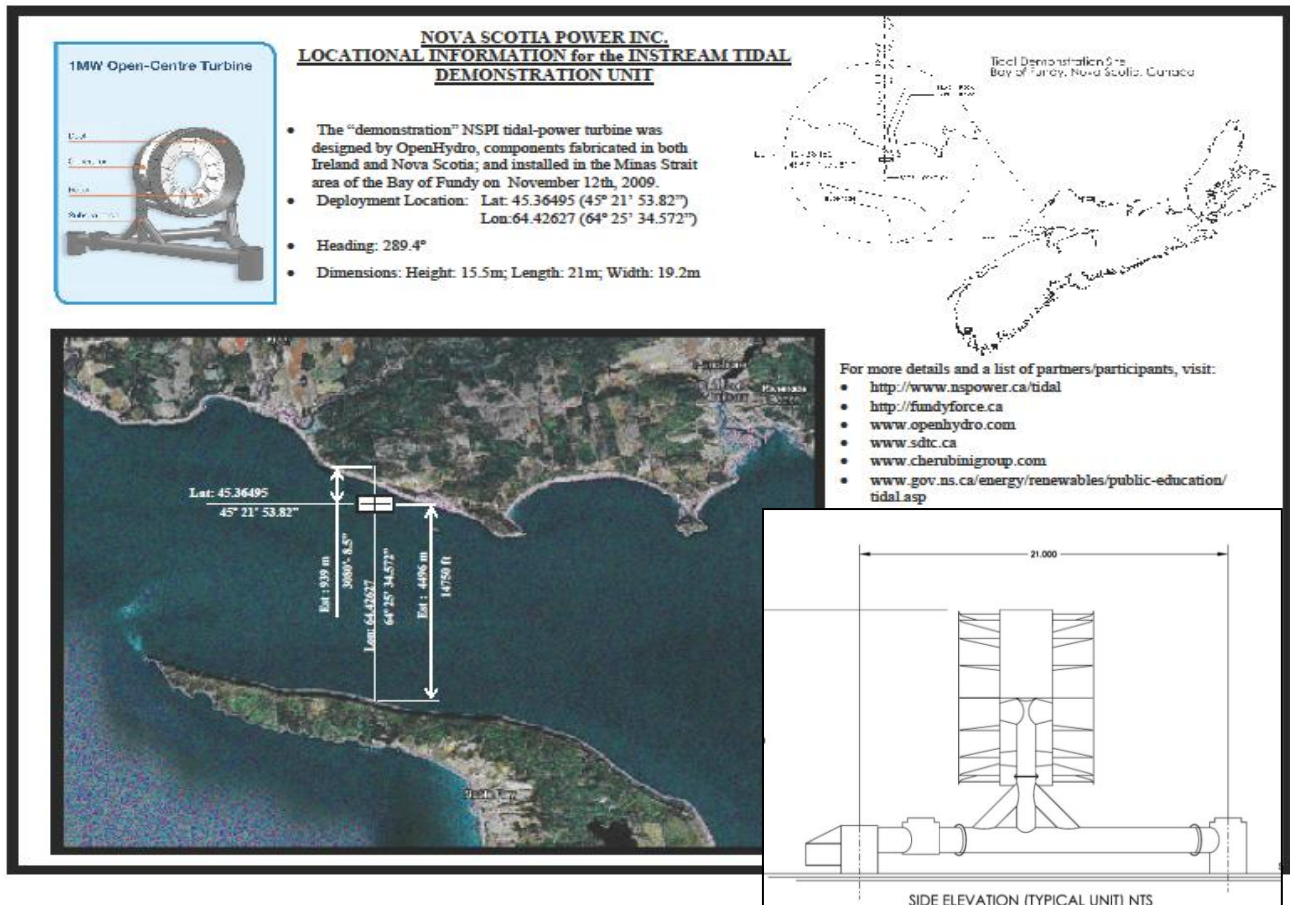 NOVA SCOTIA POWER INC.
LOCATIONAL INFORMATION for the INSTREAM TIDAL
DEMONSTRATION UNIT
1MW Open-Centre Turbine
Duct
Rotor
• The “demonstration” NSPI tidal-power turbine was
designed by OpenHydro, components fabricated in both
Ireland and Nova Scotia; and installed in the Minas Strait
area of the Bay of Fundy on November 12th, 2009.
• Deployment Location: Lat: 45.36495 (45° 21’ 53.82”)
Lon:64.42627 (64° 25’ 34.572”)
• Heading: 289.4°
• Dimensions: Height: 15.5m; Length: 21m; Width: 19.2m
Tidal Demonstration Site
Bay of Fundy, Nova Scotia, Canada
For more details and a list of partners/participants, visit:
• http://www.nspower.ca/tidal
• http://fundyforce.ca
• www.openhydro.com
• www.sdtc.ca
• www.cherubinigroup.com
• www.gov.ns.ca/energy/renewables/public-education/
tidal.asp
Lat: 45.36495
45° 21’ 53.82”
Est : 939 m
3080’- 8.5”
Lon: 64.42627
64° 25’ 34.572”
Est : 4496 m
14750 ft
21.000
SIDE ELEVATION (TYPICAL UNIT) NTS